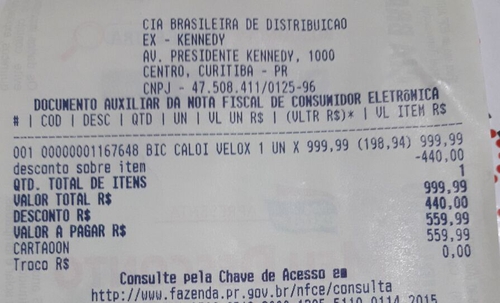 CIA BRASILEIRA DE DISTRIBUICAO
EX - KENNEDY
AV. PRESIDENTE KENNEDY, 1000
CENTRO, CURITIBA - PR
CNPJ - 47.508.411/0125-96
DOCUMENTO AUXILIAR DA NOTA FISCAL DE CONSUMIDOR ELETRÔNICA
# | COD | DESC | QTD | UN | VL UN R$ | (VLTR R$)* | VL ITEM R$
001 00000001167648 BIC CALOI VELOX 1 UN X 999,99 (198,94) 999,99
desconto sobre item -440,00
QTD. TOTAL DE ITENS 1
VALOR TOTAL R$ 999,99
DESCONTO R$ 440,00
VALOR A PAGAR R$ 559,99
CARTAOON 559,99
Troco R$ 0,00
Consulte pela Chave de Acesso em
http://www.fazenda.pr.gov.br/nfce/consulta
2015